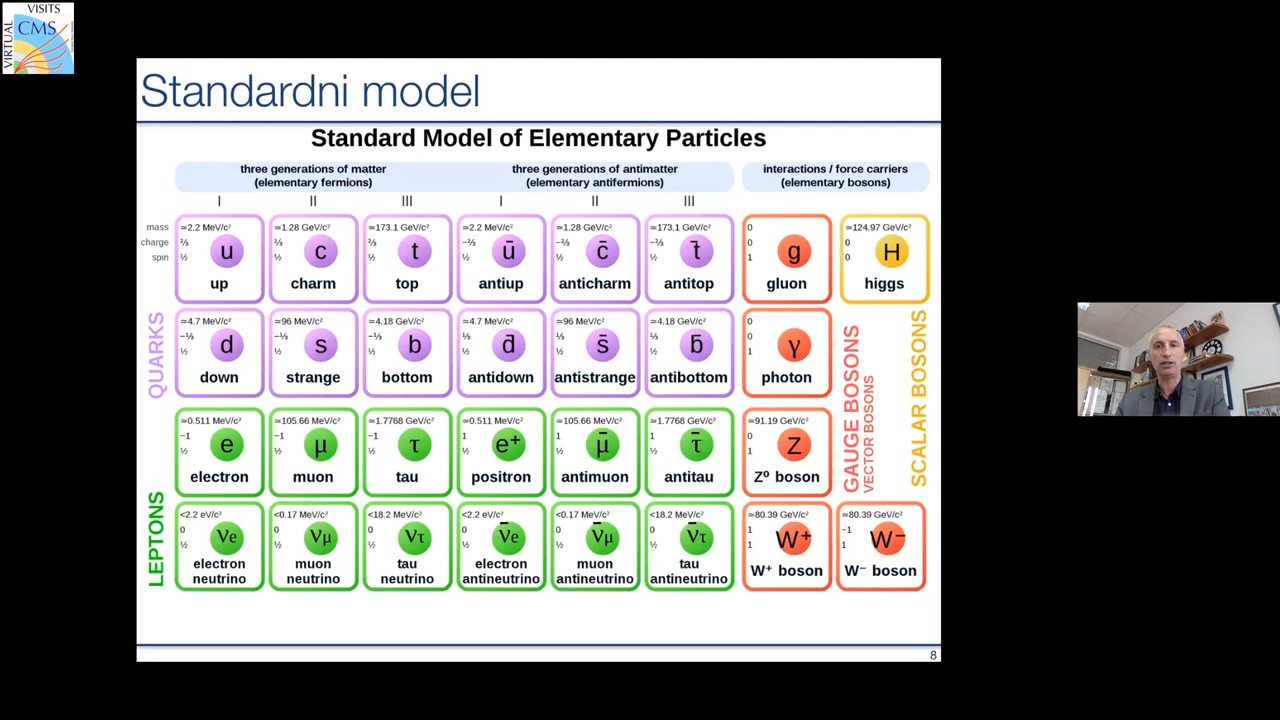 VISITS
CMS
VIRTUAL
Standardni model
Standard Model of Elementary Particles
three generations of matter
(elementary fermions)
three generations of antimatter
(elementary antifermions)
interactions / force carriers
(elementary bosons)
I
II
III
I
II
III
mass
charge
spin
≃2.2 MeV/c²
⅔
½
u
up
≃1.28 GeV/c²
⅔
½
c
charm
≃173.1 GeV/c²
⅔
½
t
top
≃2.2 MeV/c²
−⅔
½
ū
antiup
≃1.28 GeV/c²
−⅔
½
c̄
anticharm
≃173.1 GeV/c²
−⅔
½
t̄
antitop
0
0
1
g
gluon
≃124.97 GeV/c²
0
0
H
higgs
QUARKS
≃4.7 MeV/c²
−⅓
½
d
down
≃96 MeV/c²
−⅓
½
s
strange
≃4.18 GeV/c²
−⅓
½
b
bottom
≃4.7 MeV/c²
⅓
½
d̄
antidown
≃96 MeV/c²
⅓
½
s̄
antistrange
≃4.18 GeV/c²
⅓
½
b̄
antibottom
0
0
1
γ
photon
GAUGE BOSONS
VECTOR BOSONS
SCALAR BOSONS
LEPTONS
≃0.511 MeV/c²
−1
½
e
electron
≃105.66 MeV/c²
−1
½
μ
muon
≃1.7768 GeV/c²
−1
½
τ
tau
≃0.511 MeV/c²
1
½
e⁺
positron
≃105.66 MeV/c²
1
½
μ̄
antimuon
≃1.7768 GeV/c²
1
½
τ̄
antitau
≃91.19 GeV/c²
0
1
Z
Z⁰ boson
<2.2 eV/c²
0
½
νe
electron
neutrino
<0.17 MeV/c²
0
½
νμ
muon
neutrino
<18.2 MeV/c²
0
½
ντ
tau
neutrino
<2.2 eV/c²
0
½
ν̄e
electron
antineutrino
<0.17 MeV/c²
0
½
ν̄μ
muon
antineutrino
<18.2 MeV/c²
0
½
ν̄τ
tau
antineutrino
≃80.39 GeV/c²
1
1
W⁺
W⁺ boson
≃80.39 GeV/c²
−1
1
W⁻
W⁻ boson
8